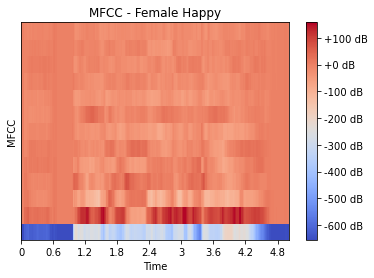 MFCC - Female Happy
MFCC
+100 dB
+0 dB
-100 dB
-200 dB
-300 dB
-400 dB
-500 dB
-600 dB
0 0.6 1.2 1.8 2.4 3 3.6 4.2 4.8
Time